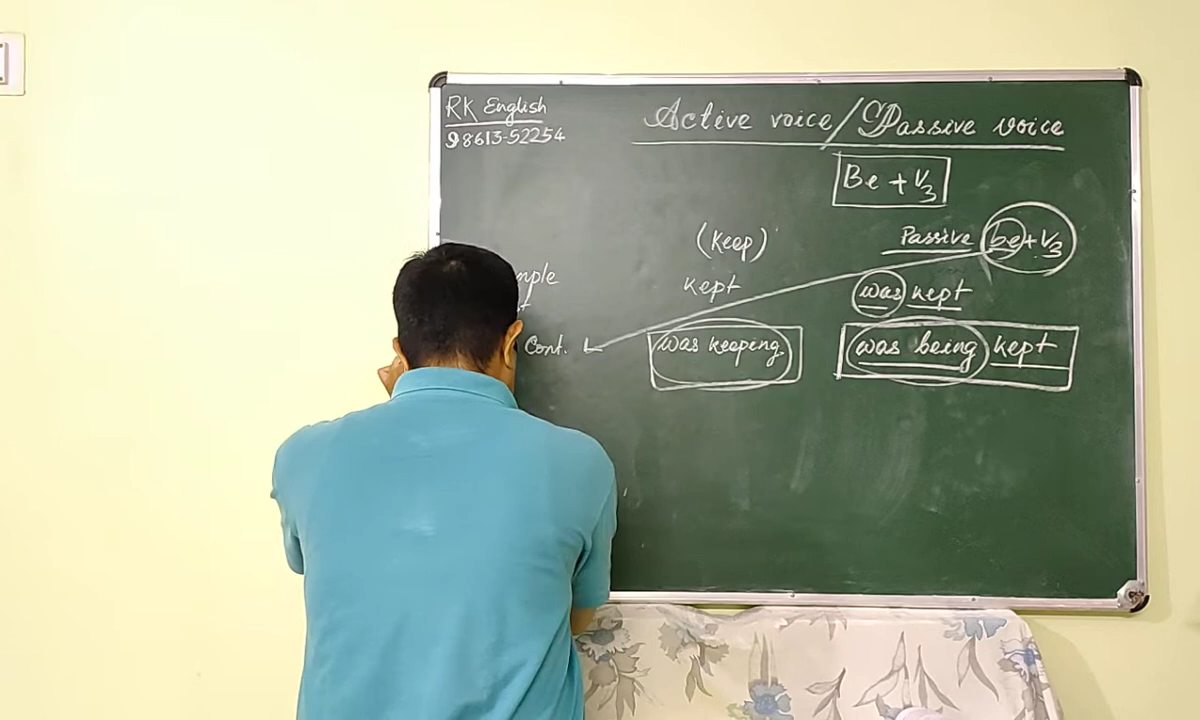 RK English
98613-52254
Active voice/Passive voice
Be + V3
(Keep)
Passive be+V3
kept
was kept
Cont.
was keeping
was being kept